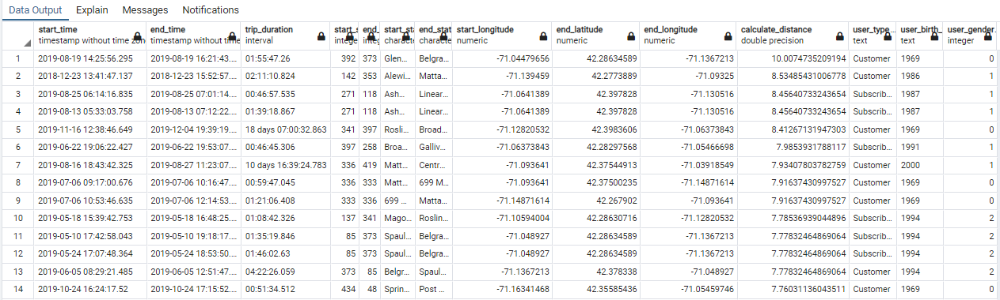 Data Output Explain Messages Notifications
start_time end_time trip_duration start_s end_ start_sta end_stat start_longitude end_latitude end_longitude calculate_distance user_type... user_birth_ user_gender
timestamp without time zon timestamp without time interval intege integ character characte numeric numeric numeric double precision text text integer
1 2019-08-19 14:25:56.295 2019-08-19 16:21:43.... 01:55:47.26 392 373 Glen... Belgra... -71.04479656 42.28634589 -71.1367213 10.0074735209194 Customer 1969 0
2 2018-12-23 13:41:47.137 2018-12-23 15:52:57.... 02:11:10.824 142 353 Alewi... Matta... -71.139459 42.2773889 -71.09325 8.53485431006778 Customer 1986 1
3 2019-08-25 06:14:16.835 2019-08-25 07:01:14.... 00:46:57.535 271 118 Ash... Linear... -71.0641389 42.397828 -71.130516 8.45640733243654 Subscrib... 1987 1
4 2019-08-13 05:33:03.758 2019-08-13 07:12:22.... 01:39:18.867 271 118 Ash... Linear... -71.0641389 42.397828 -71.130516 8.45640733243654 Subscrib... 1987 1
5 2019-11-16 12:38:46.649 2019-12-04 19:39:19.... 18 days 07:00:32.863 341 397 Rosli... Broad... -71.12820532 42.3983606 -71.06373843 8.41267131947303 Customer 1969 0
6 2019-06-22 19:06:22.427 2019-06-22 19:53:07.... 00:46:45.306 397 258 Broa... Galliv... -71.06373843 42.28297568 -71.05466698 7.9853931788117 Subscrib... 1991 1
7 2019-08-16 18:43:42.325 2019-08-27 11:23:07.... 10 days 16:39:24.783 336 419 Matt... Centr... -71.093641 42.37544913 -71.03918549 7.93407803782759 Customer 2000 1
8 2019-07-06 09:17:00.676 2019-07-06 10:16:47.... 00:59:47.045 336 333 Matt... 699 M... -71.093641 42.37500235 -71.14871614 7.91637430997527 Customer 1969 0
9 2019-07-06 10:53:46.635 2019-07-06 12:14:53.... 01:21:06.408 333 336 699 ... Matta... -71.14871614 42.267902 -71.093641 7.91637430997527 Customer 1969 0
10 2019-05-18 15:39:42.753 2019-05-18 16:48:25.... 01:08:42.326 137 341 Mago... Roslin... -71.10594004 42.28630716 -71.12820532 7.78536939044896 Subscrib... 1994 2
11 2019-05-10 17:42:58.043 2019-05-10 19:18:17.... 01:35:19.846 85 373 Spaul... Belgra... -71.048927 42.28634589 -71.1367213 7.77832464869064 Subscrib... 1994 2
12 2019-05-24 17:07:48.364 2019-05-24 18:53:50.... 01:46:02.63 85 373 Spaul... Belgra... -71.048927 42.28634589 -71.1367213 7.77832464869064 Subscrib... 1994 2
13 2019-06-05 08:29:21.485 2019-06-05 12:51:47.... 04:22:26.059 373 85 Belgr... Spaul... -71.1367213 42.378338 -71.048927 7.77832464869064 Customer 1994 2
14 2019-10-24 16:24:17.52 2019-10-24 17:15:52.... 00:51:34.512 434 48 Sprin... Post ... -71.16341468 42.35585436 -71.05459746 7.76031136043511 Customer 1969 0